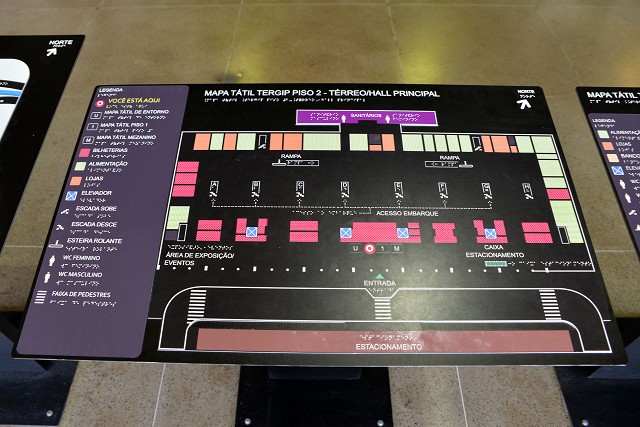 NORTE
MAPA TÁTIL TERGIP PISO 2 - TÉRREO/HALL PRINCIPAL
NORTE
LEGENDA
VOCÊ ESTÁ AQUI
U MAPA TÁTIL DE ENTORNO
1 MAPA TÁTIL PISO 1
M MAPA TÁTIL MEZANINO
BILHETERIAS
ALIMENTAÇÃO
LOJAS
ELEVADOR
ESCADA SOBE
ESCADA DESCE
ESTEIRA ROLANTE
WC FEMININO
WC MASCULINO
FAIXA DE PEDESTRES
SANITÁRIOS
RAMPA
RAMPA
ACESSO EMBARQUE
ÁREA DE EXPOSIÇÃO/
EVENTOS
U 1 M
CAIXA
ESTACIONAMENTO
ENTRADA
ESTACIONAMENTO
LEGENDA
ALIMENTAÇÃO
LOJAS